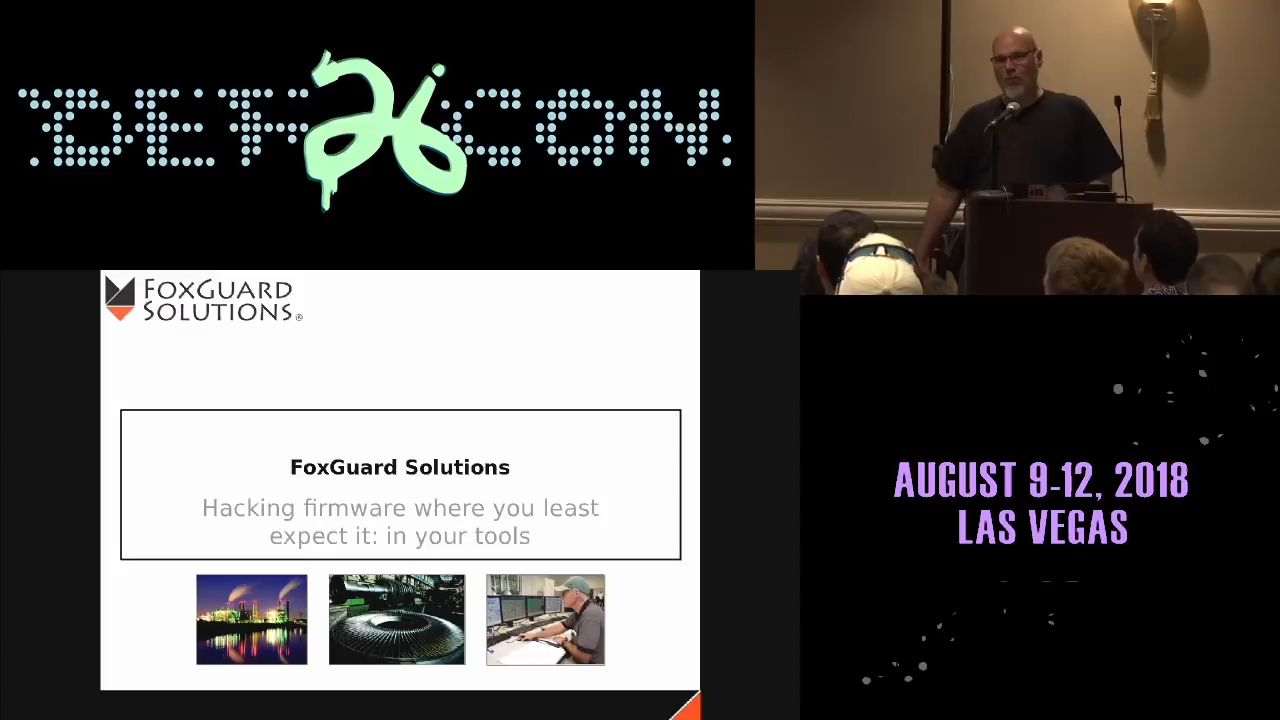 DEF 26 CON
FOXGUARD
SOLUTIONS®
FoxGuard Solutions
Hacking firmware where you least
expect it: in your tools
AUGUST 9-12, 2018
LAS VEGAS